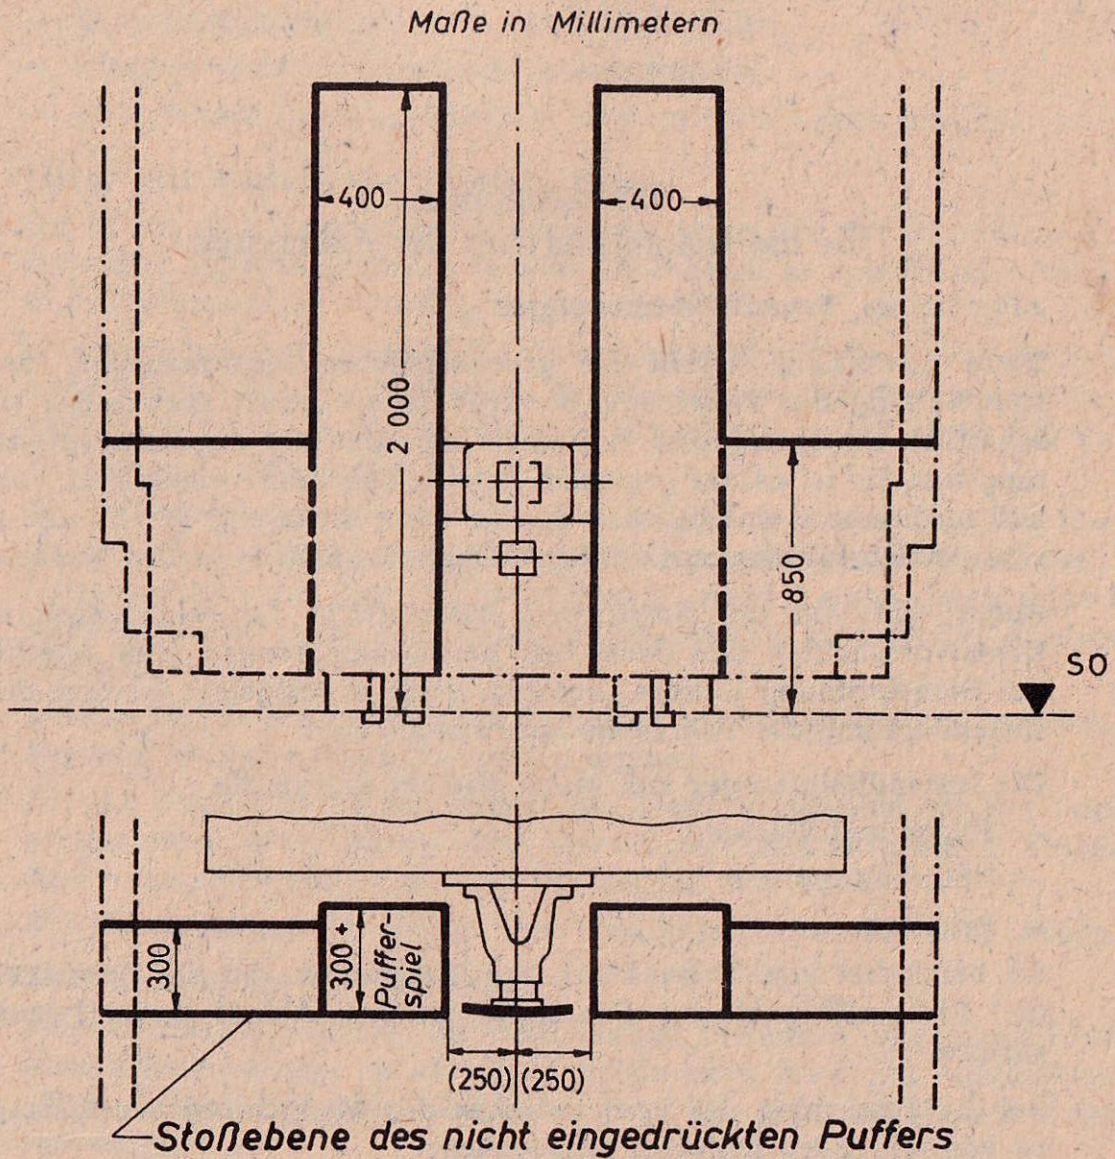 Maße in Millimetern
400
400
2 000
850
SO
300
300 +
Puffer-
spiel
(250) (250)
Stoßebene des nicht eingedrückten Puffers